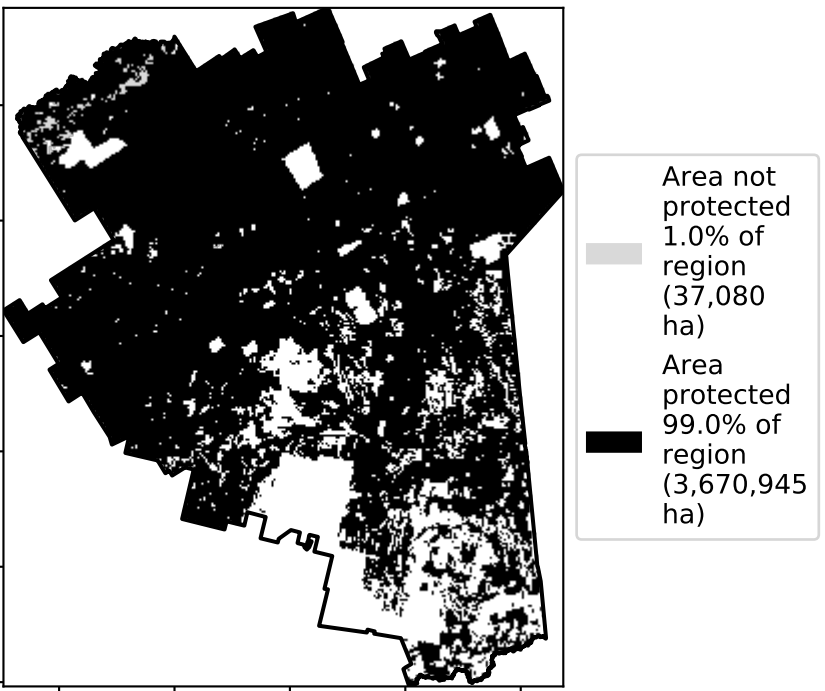 Area not
protected
1.0% of
region
(37,080
ha)
Area
protected
99.0% of
region
(3,670,945
ha)